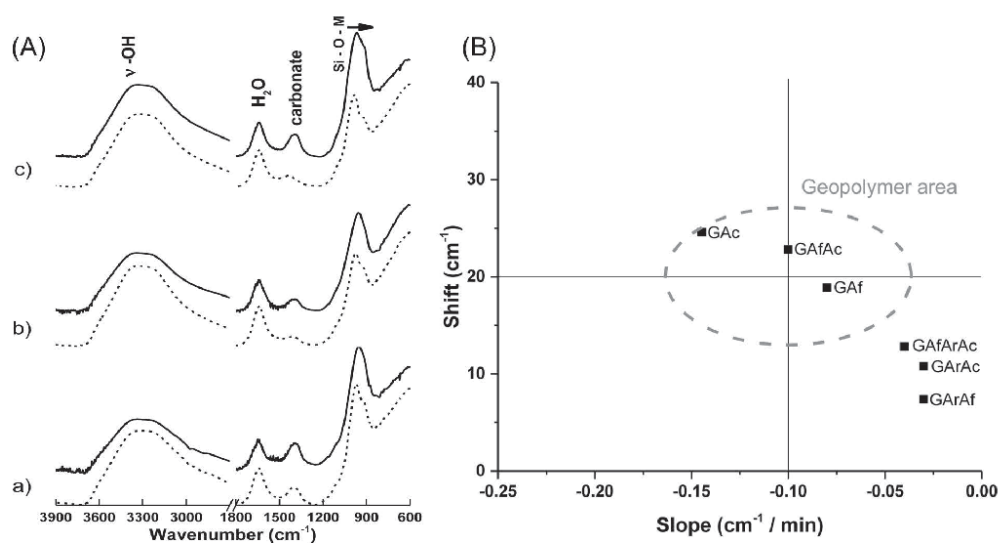 (A)
ν -OH
H₂O
carbonate
Si - O - M
c)
b)
a)
3900 3600 3300 3000 1800 1500 1200 900 600
Wavenumber (cm⁻¹)
(B)
Shift (cm⁻¹)
40
30
20
10
0
Geopolymer area
GAc
GAfAc
GAf
GAfArAc
GArAc
GArAf
-0.25 -0.20 -0.15 -0.10 -0.05 0.00
Slope (cm⁻¹ / min)